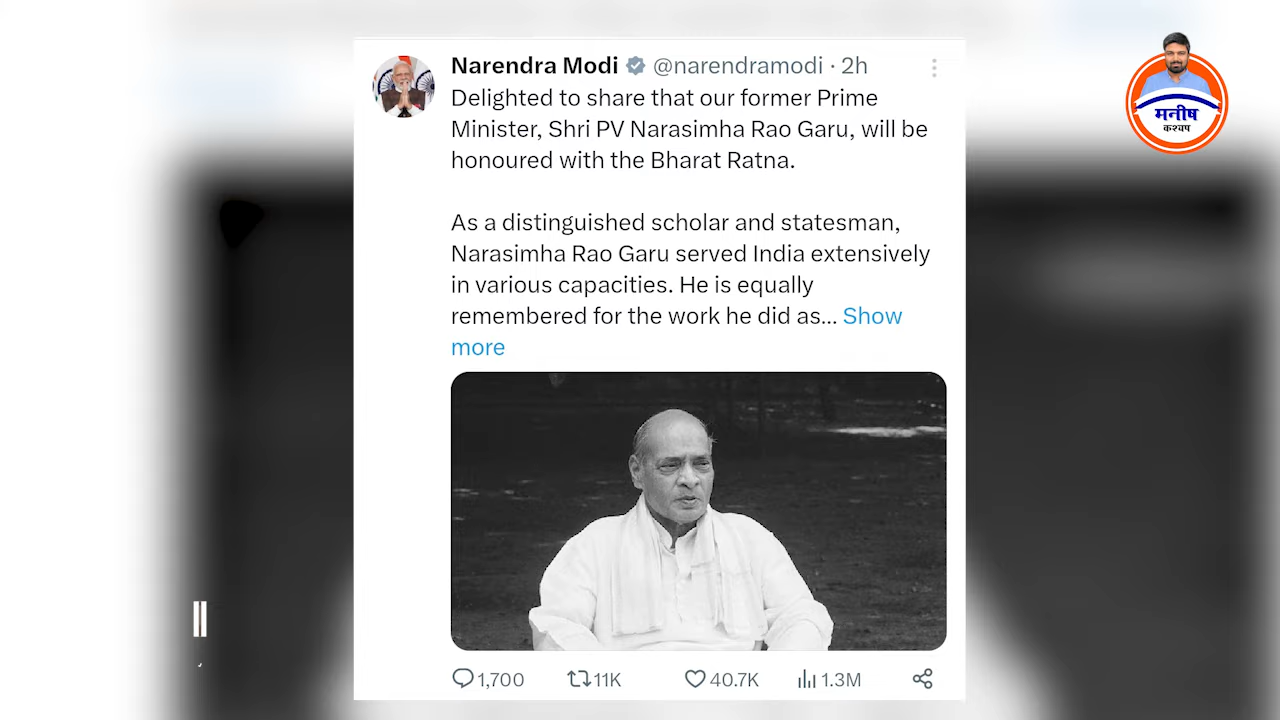 Narendra Modi @narendramodi · 2h
Delighted to share that our former Prime
Minister, Shri PV Narasimha Rao Garu, will be
honoured with the Bharat Ratna.
As a distinguished scholar and statesman,
Narasimha Rao Garu served India extensively
in various capacities. He is equally
remembered for the work he did as... Show
more
1,700 11K 40.7K 1.3M
मनीष
कश्यप